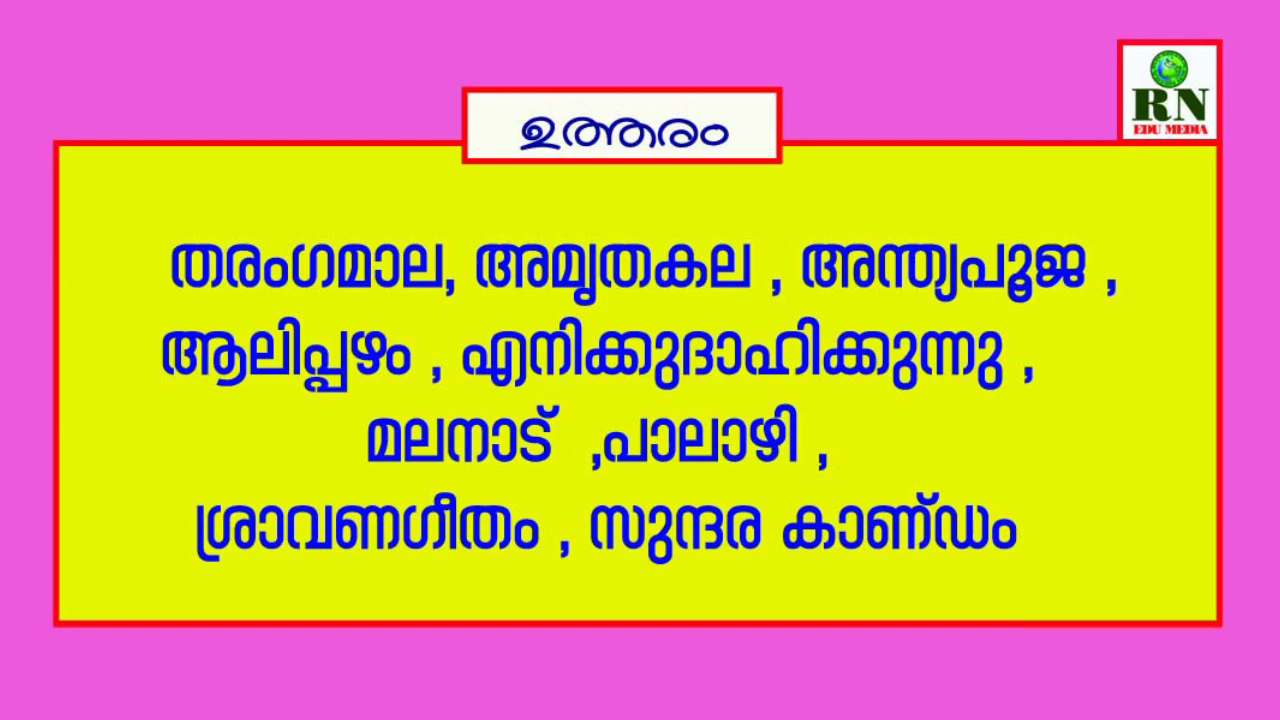 RN
EDU MEDIA
ഉത്തരം
തരംഗമാല, അമൃതകല , അന്ത്യപൂജ ,
ആലിപ്പഴം , എനിക്കുദാഹിക്കുന്നു ,
മലനാട് ,പാലാഴി ,
ശ്രാവണഗീതം , സുന്ദര കാണ്ഡം